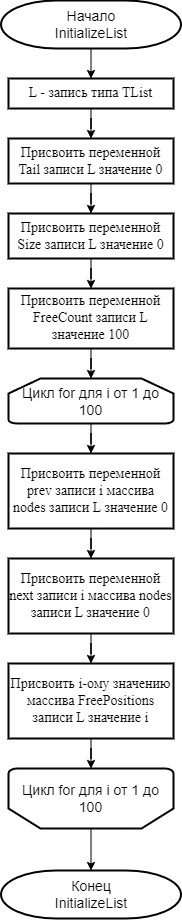 Начало
InitializeList
L - запись типа TList
Присвоить переменной
Tail записи L значение 0
Присвоить переменной
Size записи L значение 0
Присвоить переменной
FreeCount записи L
значение 100
Цикл for для i от 1 до
100
Присвоить переменной
prev записи i массива
nodes записи L значение 0
Присвоить переменной
next записи i массива nodes
записи L значение 0
Присвоить i-ому значению
массива FreePositions
записи L значение i
Цикл for для i от 1 до
100
Конец
InitializeList